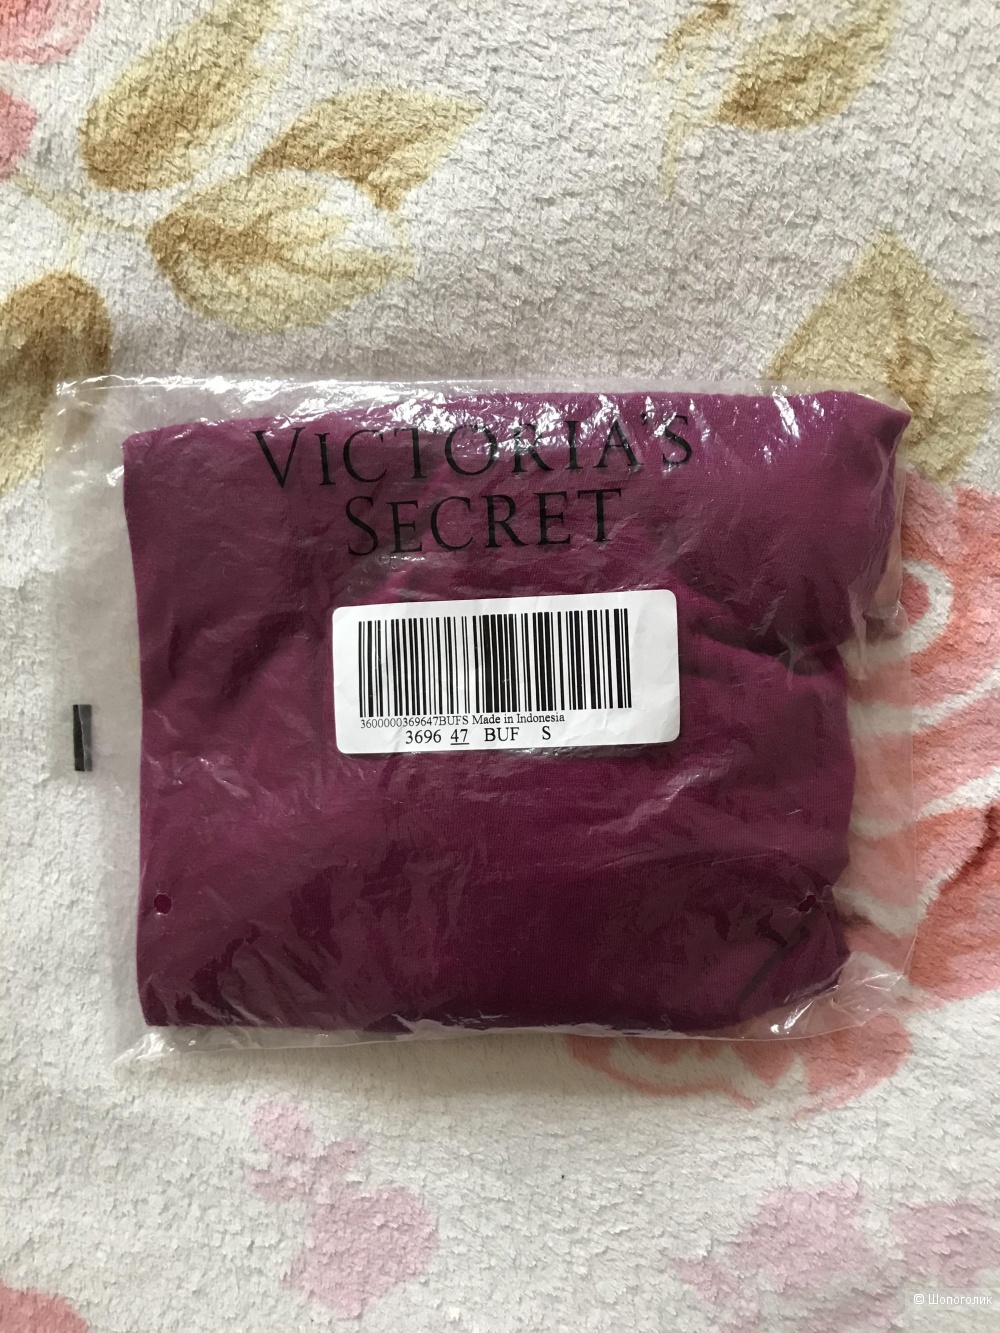 VICTORIA'S
SECRET
3600000369647BUFS Made in Indonesia
3696 47 BUF S
© Шопоголик